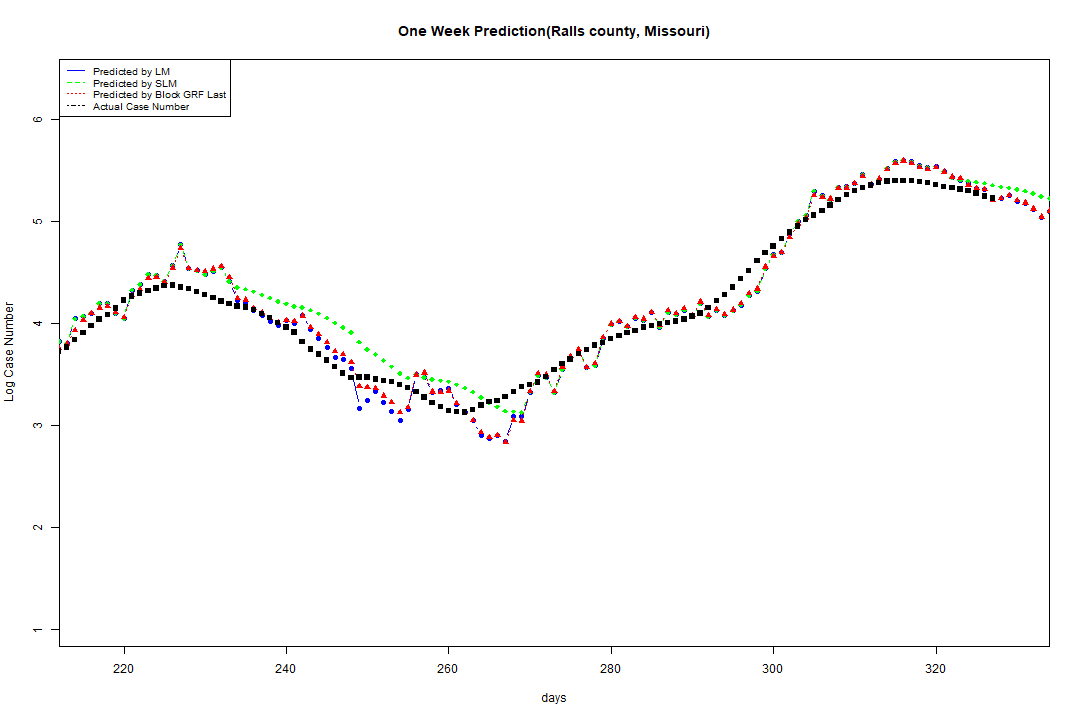 One Week Prediction(Ralls county, Missouri)
Predicted by LM
Predicted by SLM
Predicted by Block GRF Last
Actual Case Number
6
5
4
3
2
1
Log Case Number
220 240 260 280 300 320
days